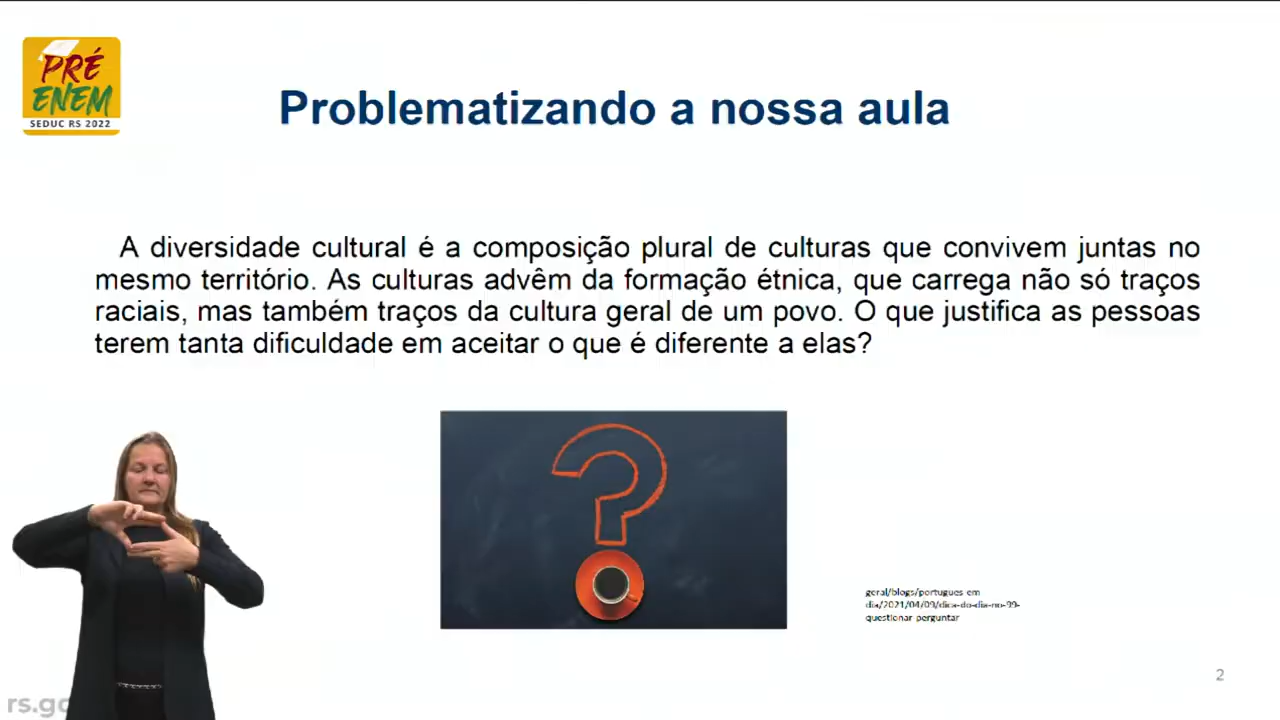 PRÉ
ENEM
SEDUC RS 2022
Problematizando a nossa aula
A diversidade cultural é a composição plural de culturas que convivem juntas no
mesmo território. As culturas advêm da formação étnica, que carrega não só traços
raciais, mas também traços da cultura geral de um povo. O que justifica as pessoas
terem tanta dificuldade em aceitar o que é diferente a elas?
geral/blogs/portugues-em
dia/2021/04/09/dica-do-dia-no-99-
questionar-perguntar
2